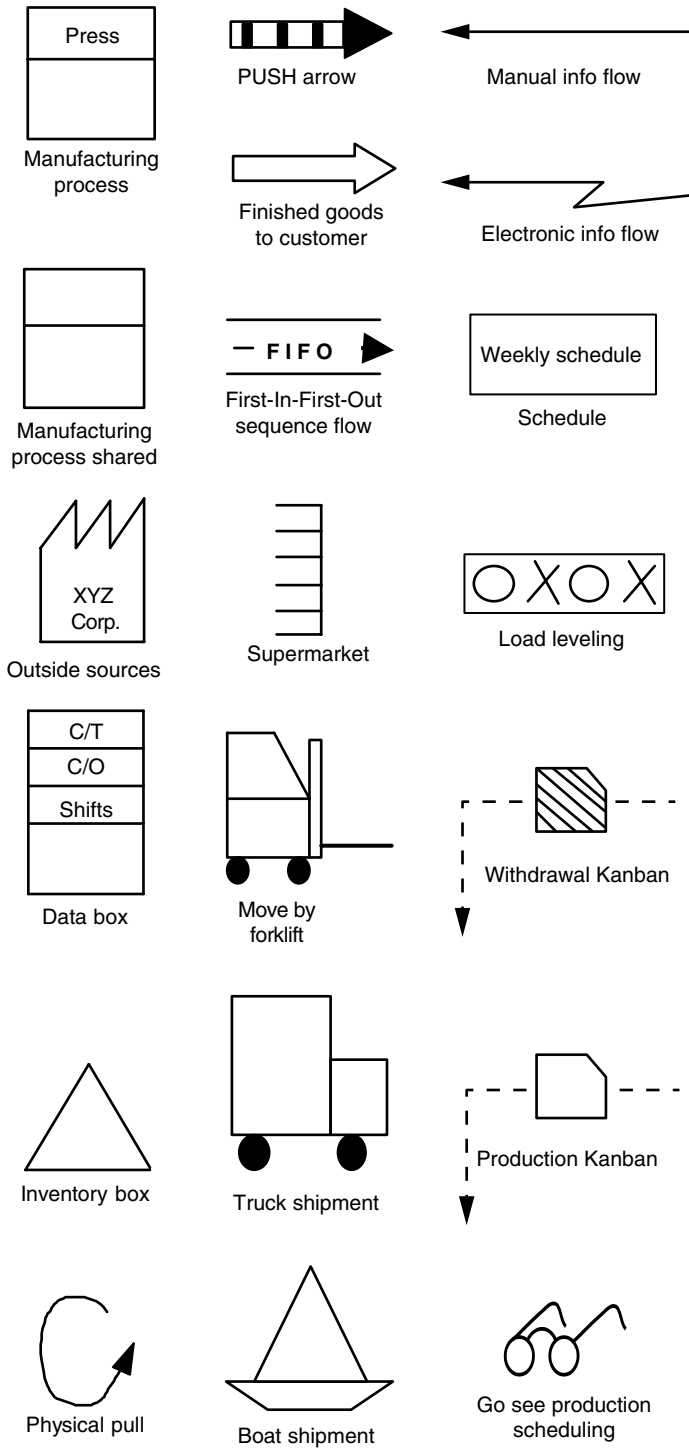 Press
PUSH arrow
Manual info flow
Manufacturing
process
Finished goods
to customer
Electronic info flow
FIFO
Weekly schedule
Manufacturing
process shared
First-In-First-Out
sequence flow
Schedule
XYZ
Corp.
Outside sources
Supermarket
Load leveling
C/T
C/O
Shifts
Data box
Move by
forklift
Withdrawal Kanban
Inventory box
Truck shipment
Production Kanban
Physical pull
Boat shipment
Go see production
scheduling